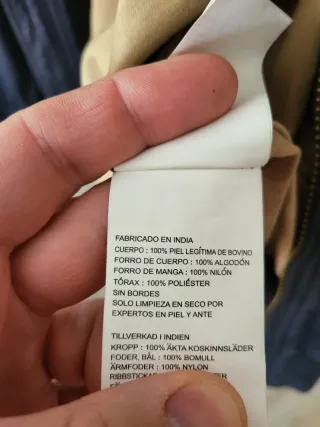 FABRICADO EN INDIA
CUERPO : 100% PIEL LEGÍTIMA DE BOVINO
FORRO DE CUERPO : 100% ALGODÓN
FORRO DE MANGA : 100% NILÓN
TÓRAX : 100% POLIÉSTER
SIN BORDES
SOLO LIMPIEZA EN SECO POR
EXPERTOS EN PIEL Y ANTE
TILLVERKAD I INDIEN
KROPP : 100% ÄKTA KOSKINNSLÄDER
FODER, BÅL : 100% BOMULL
ÄRMFODER : 100% NYLON